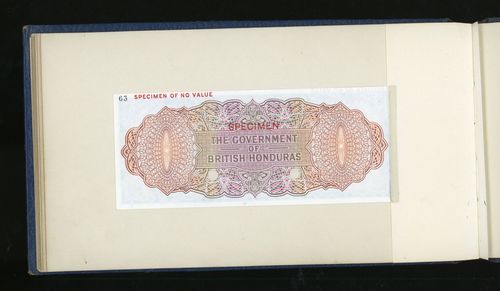 63 SPECIMEN OF NO VALUE
SPECIMEN
THE GOVERNMENT
OF
BRITISH HONDURAS